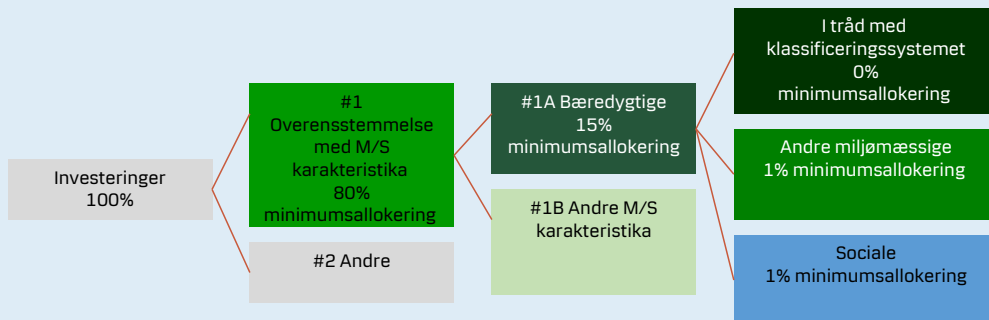 Investeringer
100%
#1
Overensstemmelse
med M/S
karakteristika
80%
minimumsallokering
#2 Andre
#1A Bæredygtige
15%
minimumsallokering
#1B Andre M/S
karakteristika
I tråd med
klassificeringssystemet
0%
minimumsallokering
Andre miljømæssige
1% minimumsallokering
Sociale
1% minimumsallokering